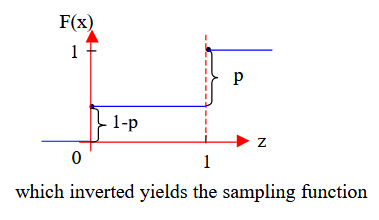 F(x)
1
p
1-p
z
0
1
which inverted yields the sampling function